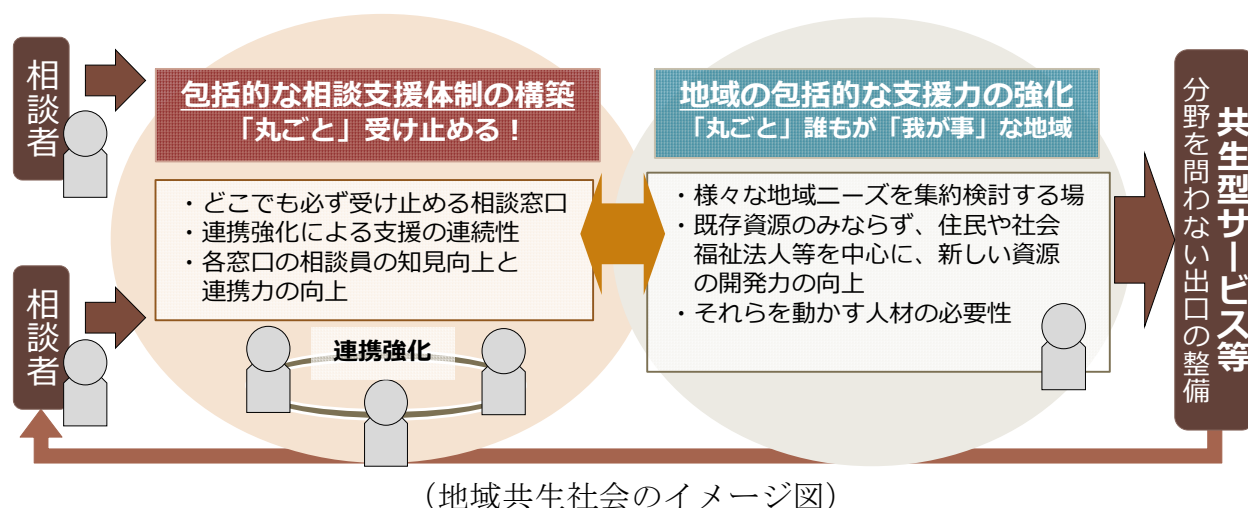 相談者
相談者
包括的な相談支援体制の構築
「丸ごと」受け止める！
・どこでも必ず受け止める相談窓口
・連携強化による支援の連続性
・各窓口の相談員の知見向上と
連携力の向上
連携強化
地域の包括的な支援力の強化
「丸ごと」誰もが「我が事」な地域
・様々な地域ニーズを集約検討する場
・既存資源のみならず、住民や社会
福祉法人等を中心に、新しい資源
の開発力の向上
・それらを動かす人材の必要性
共生型サービス等
分野を問わない出口の整備
（地域共生社会のイメージ図）